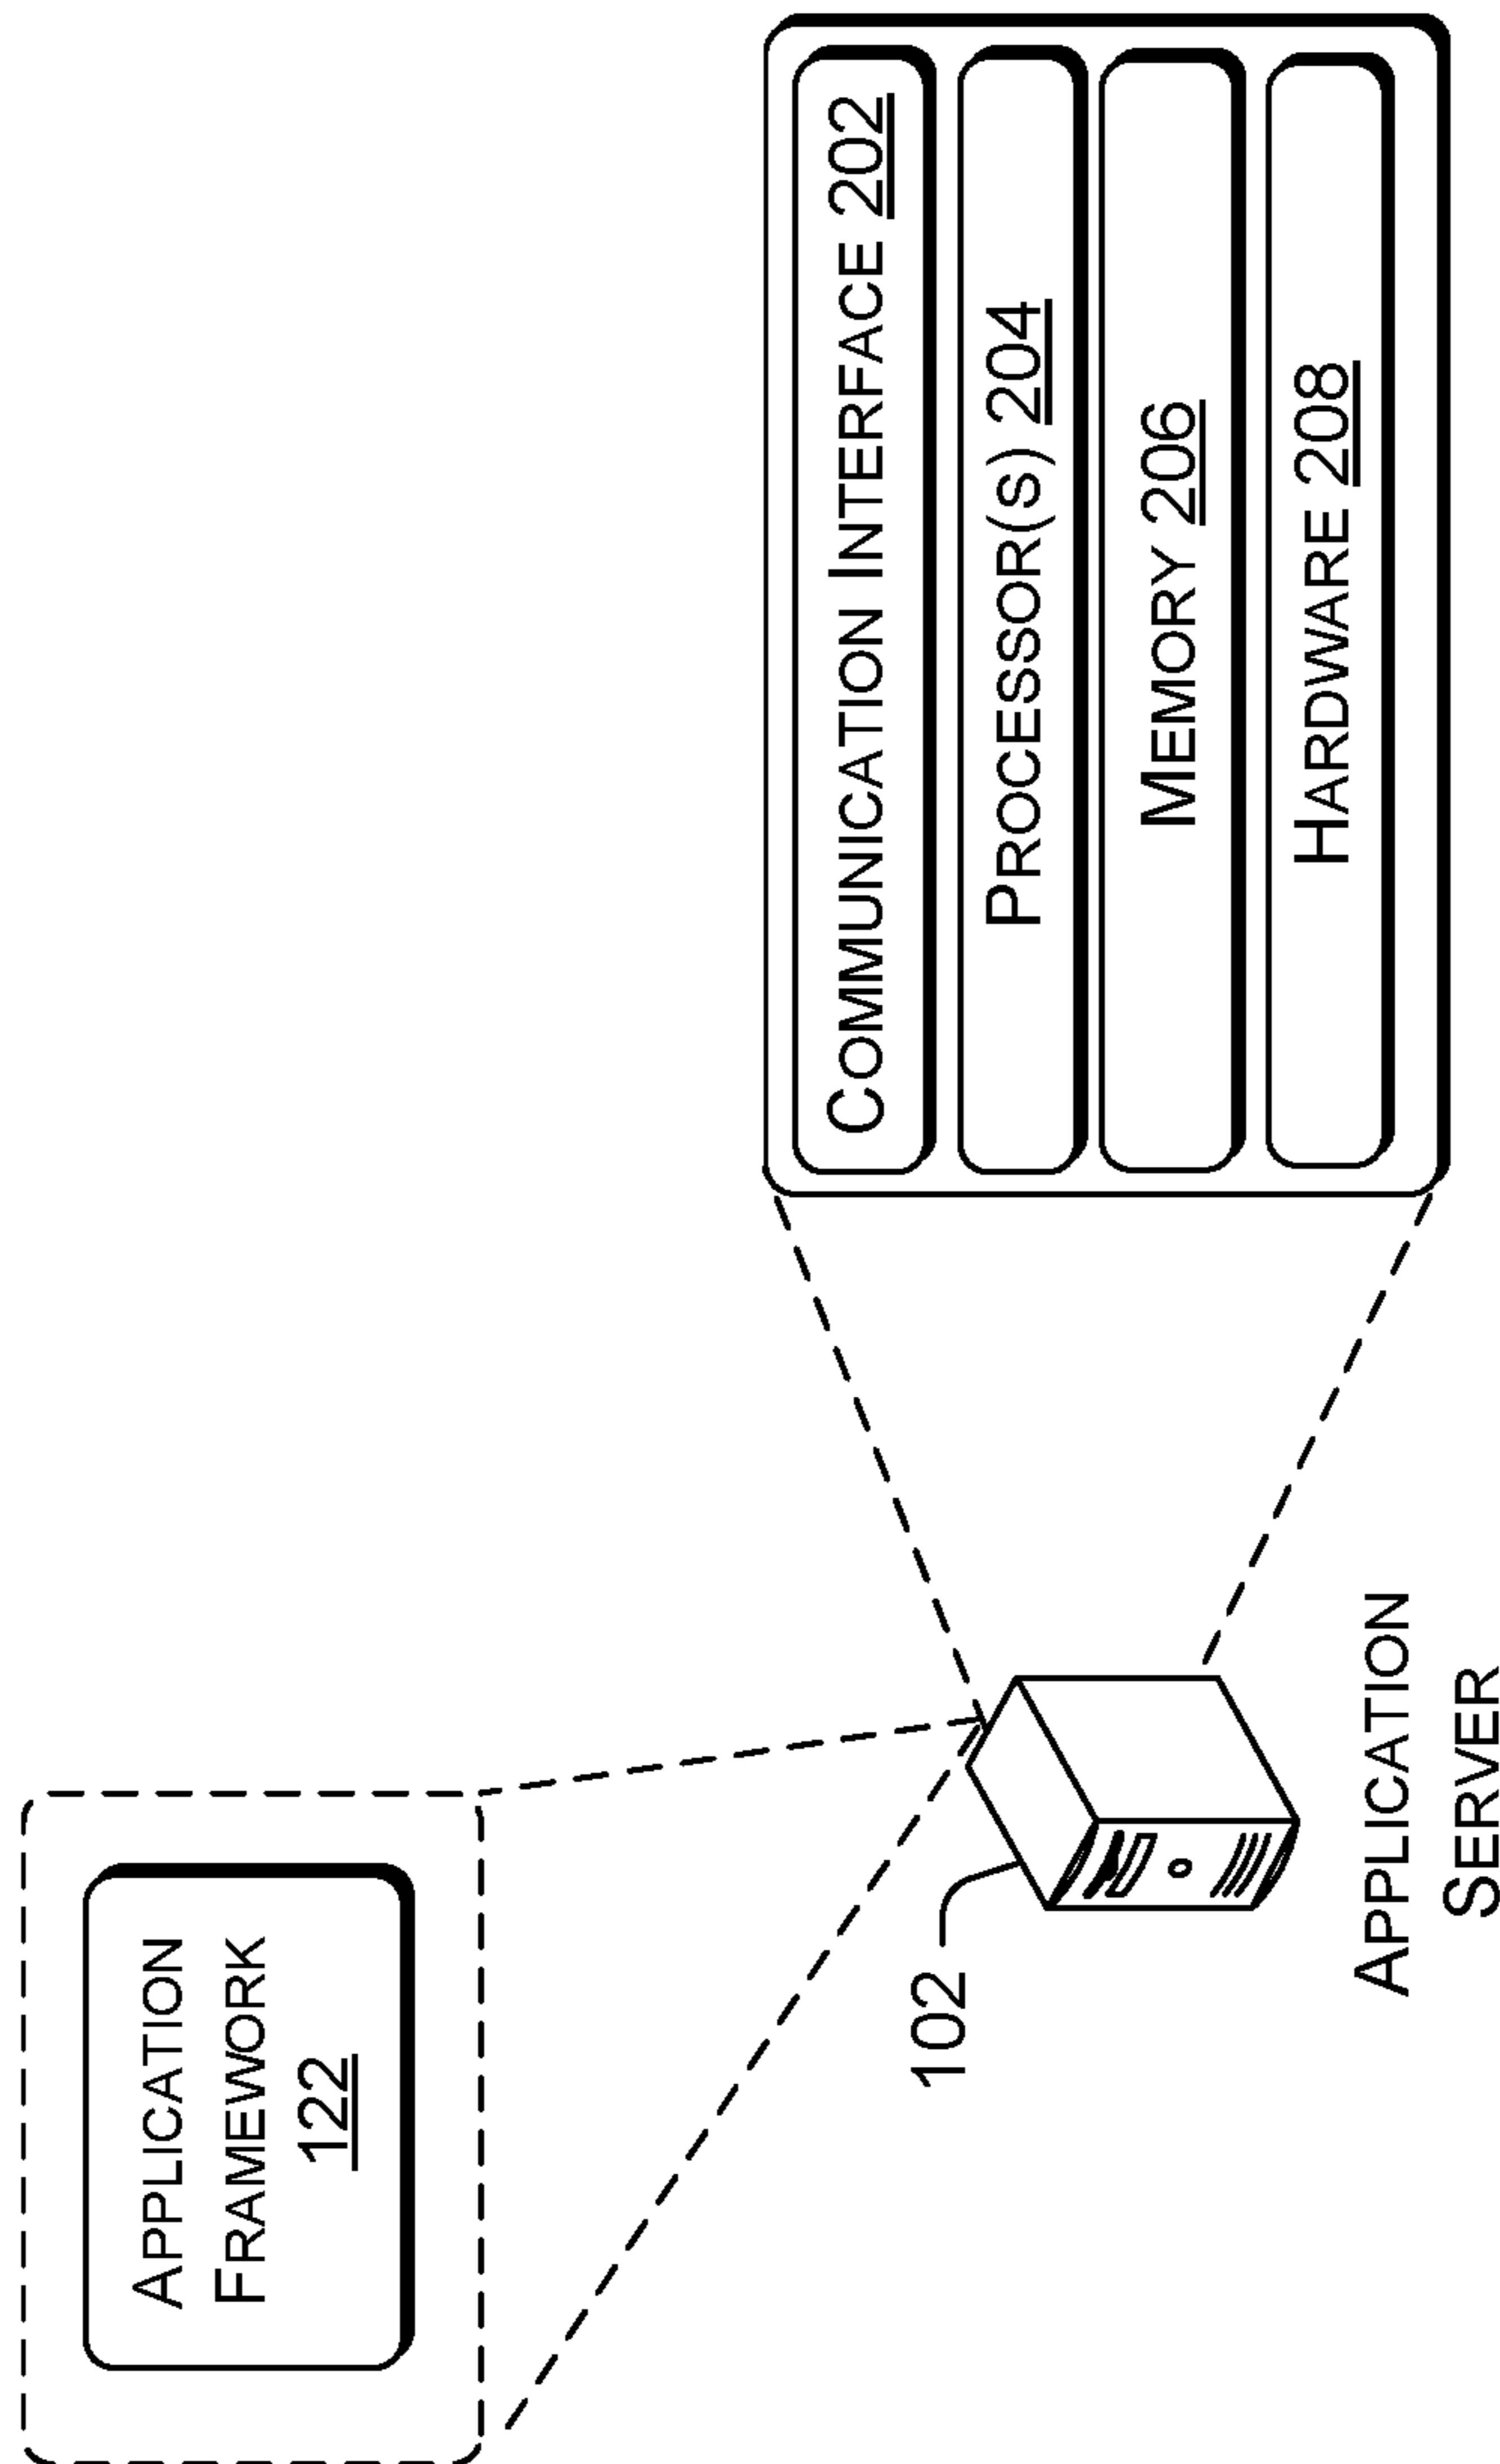 APPLICATION
FRAMEWORK
122
102
APPLICATION
SERVER
COMMUNICATION INTERFACE 202
PROCESSOR(S) 204
MEMORY 206
HARDWARE 208